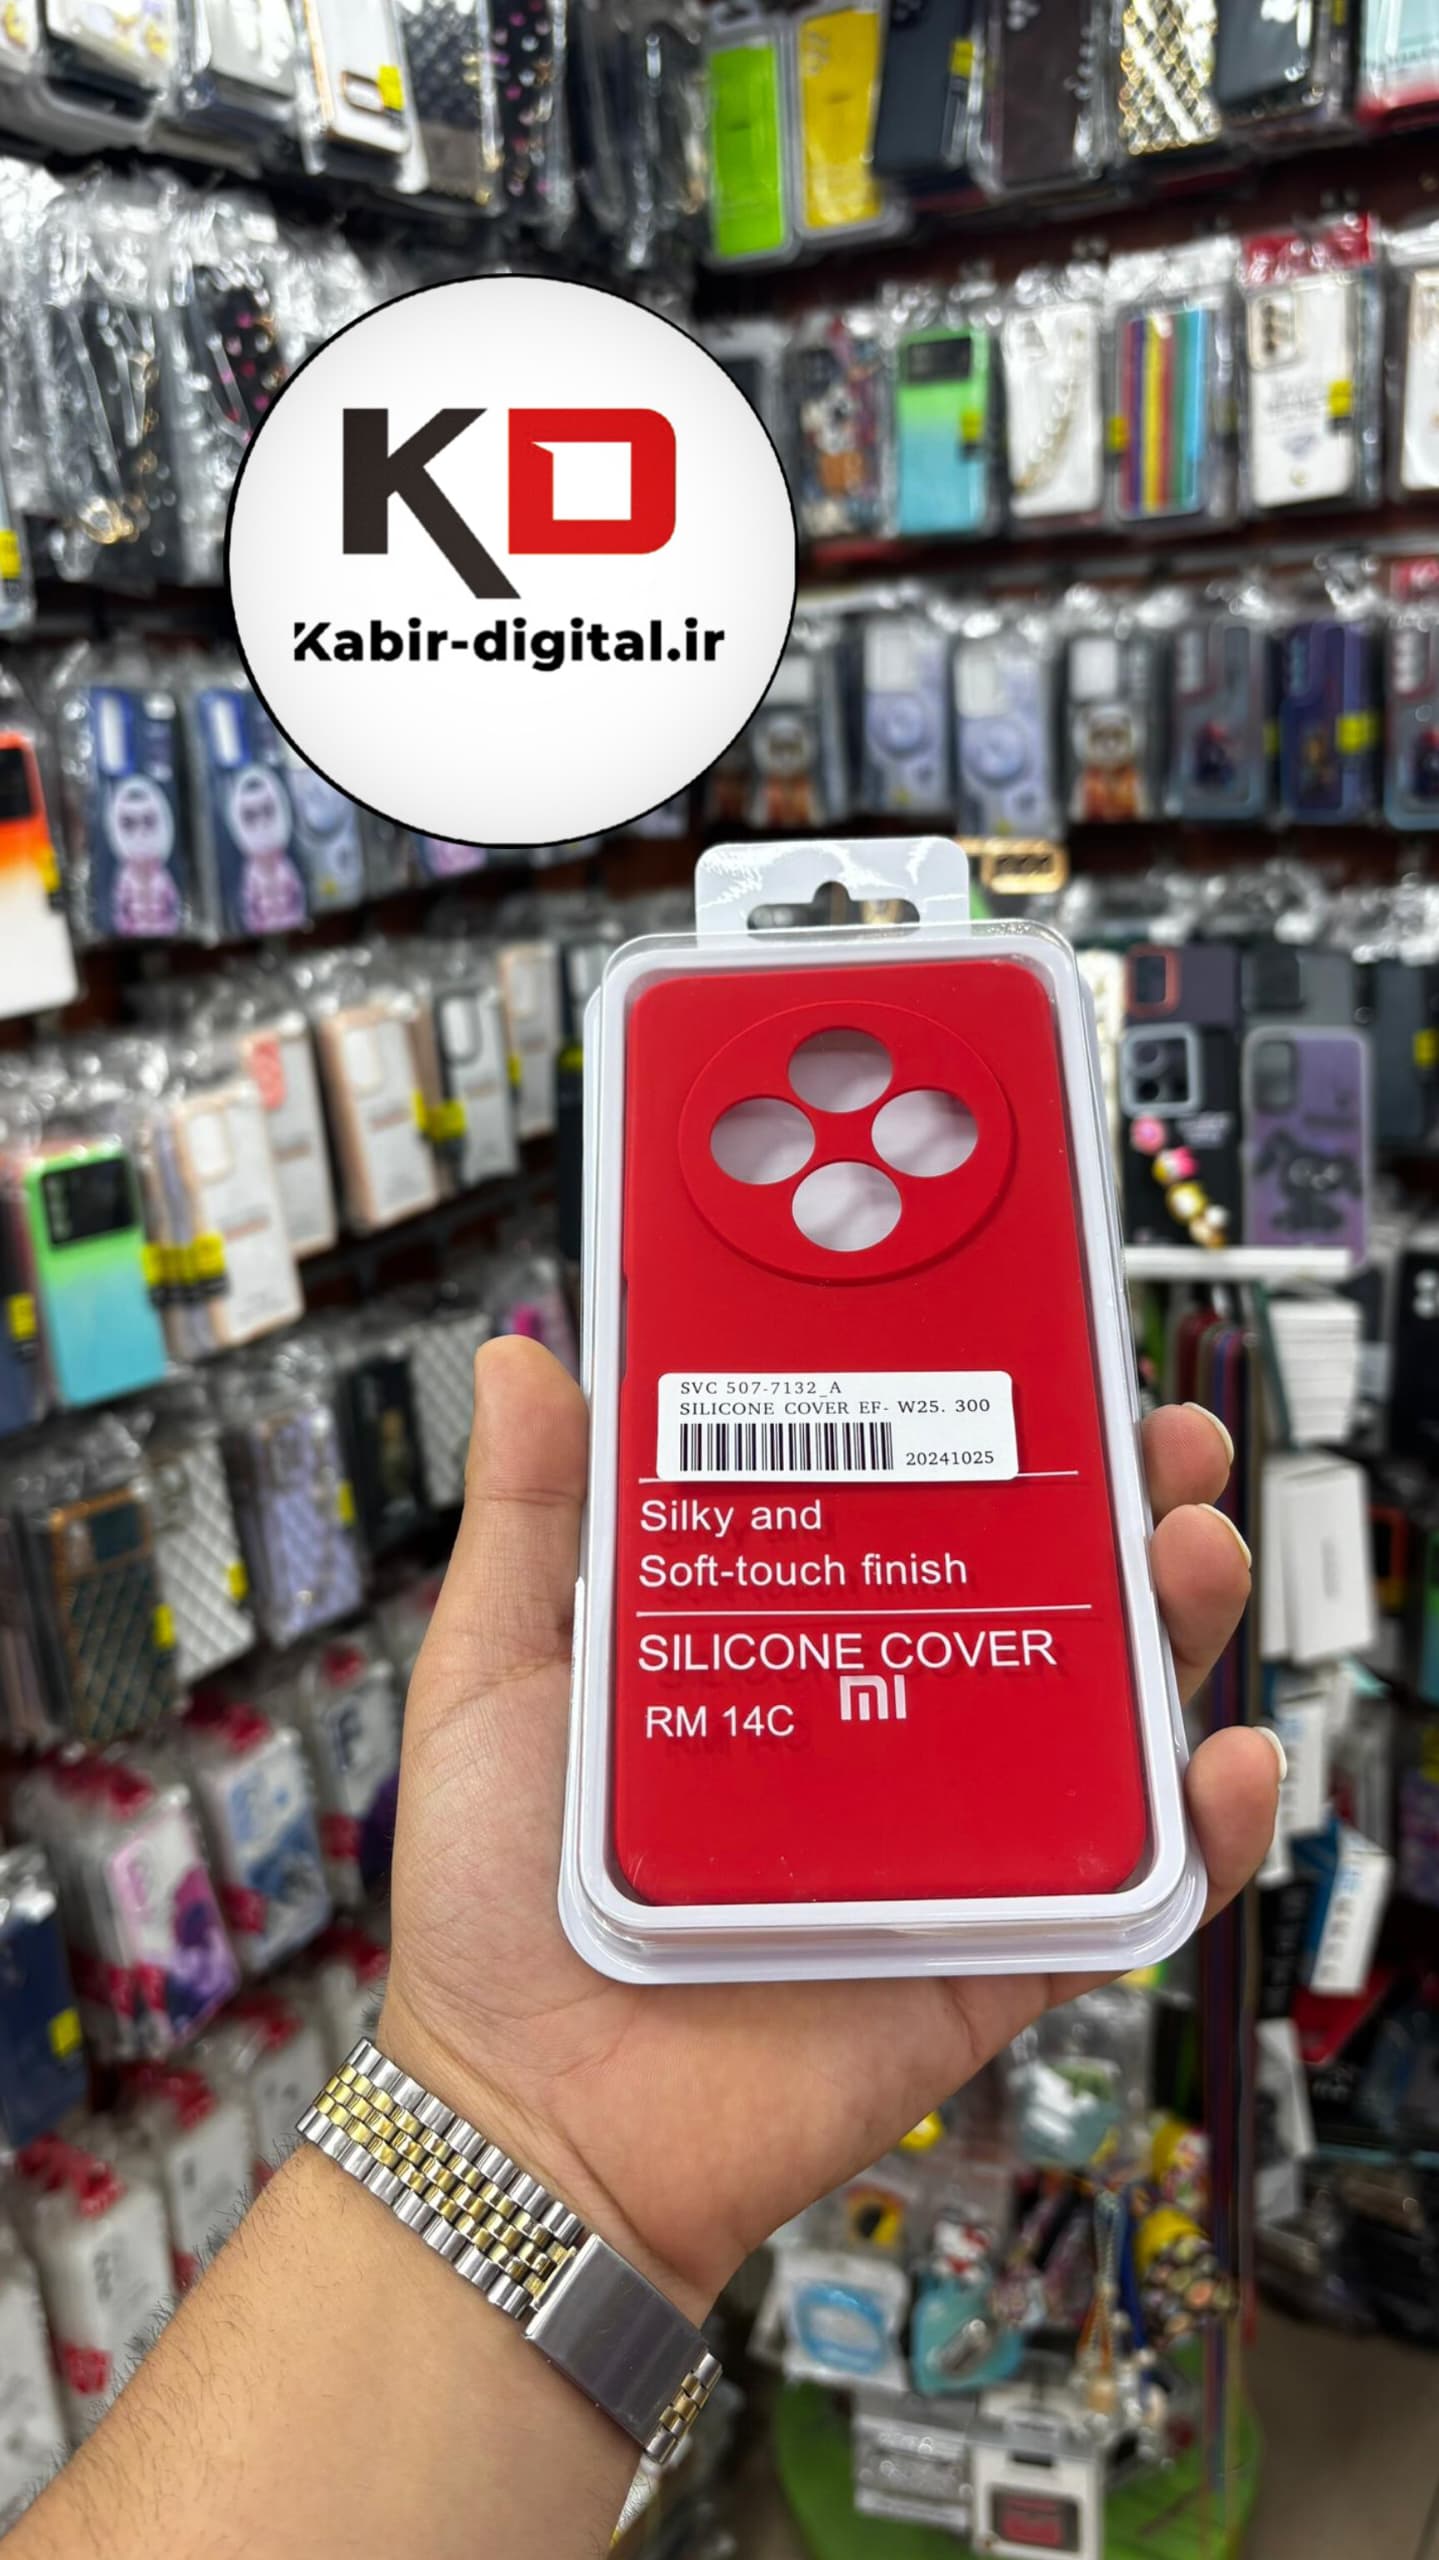 KD
Kabir-digital.ir
SVC 507-7132_A
SILICONE COVER EF- W25. 300
20241025
Silky and
Soft-touch finish
SILICONE COVER
RM 14C
mi